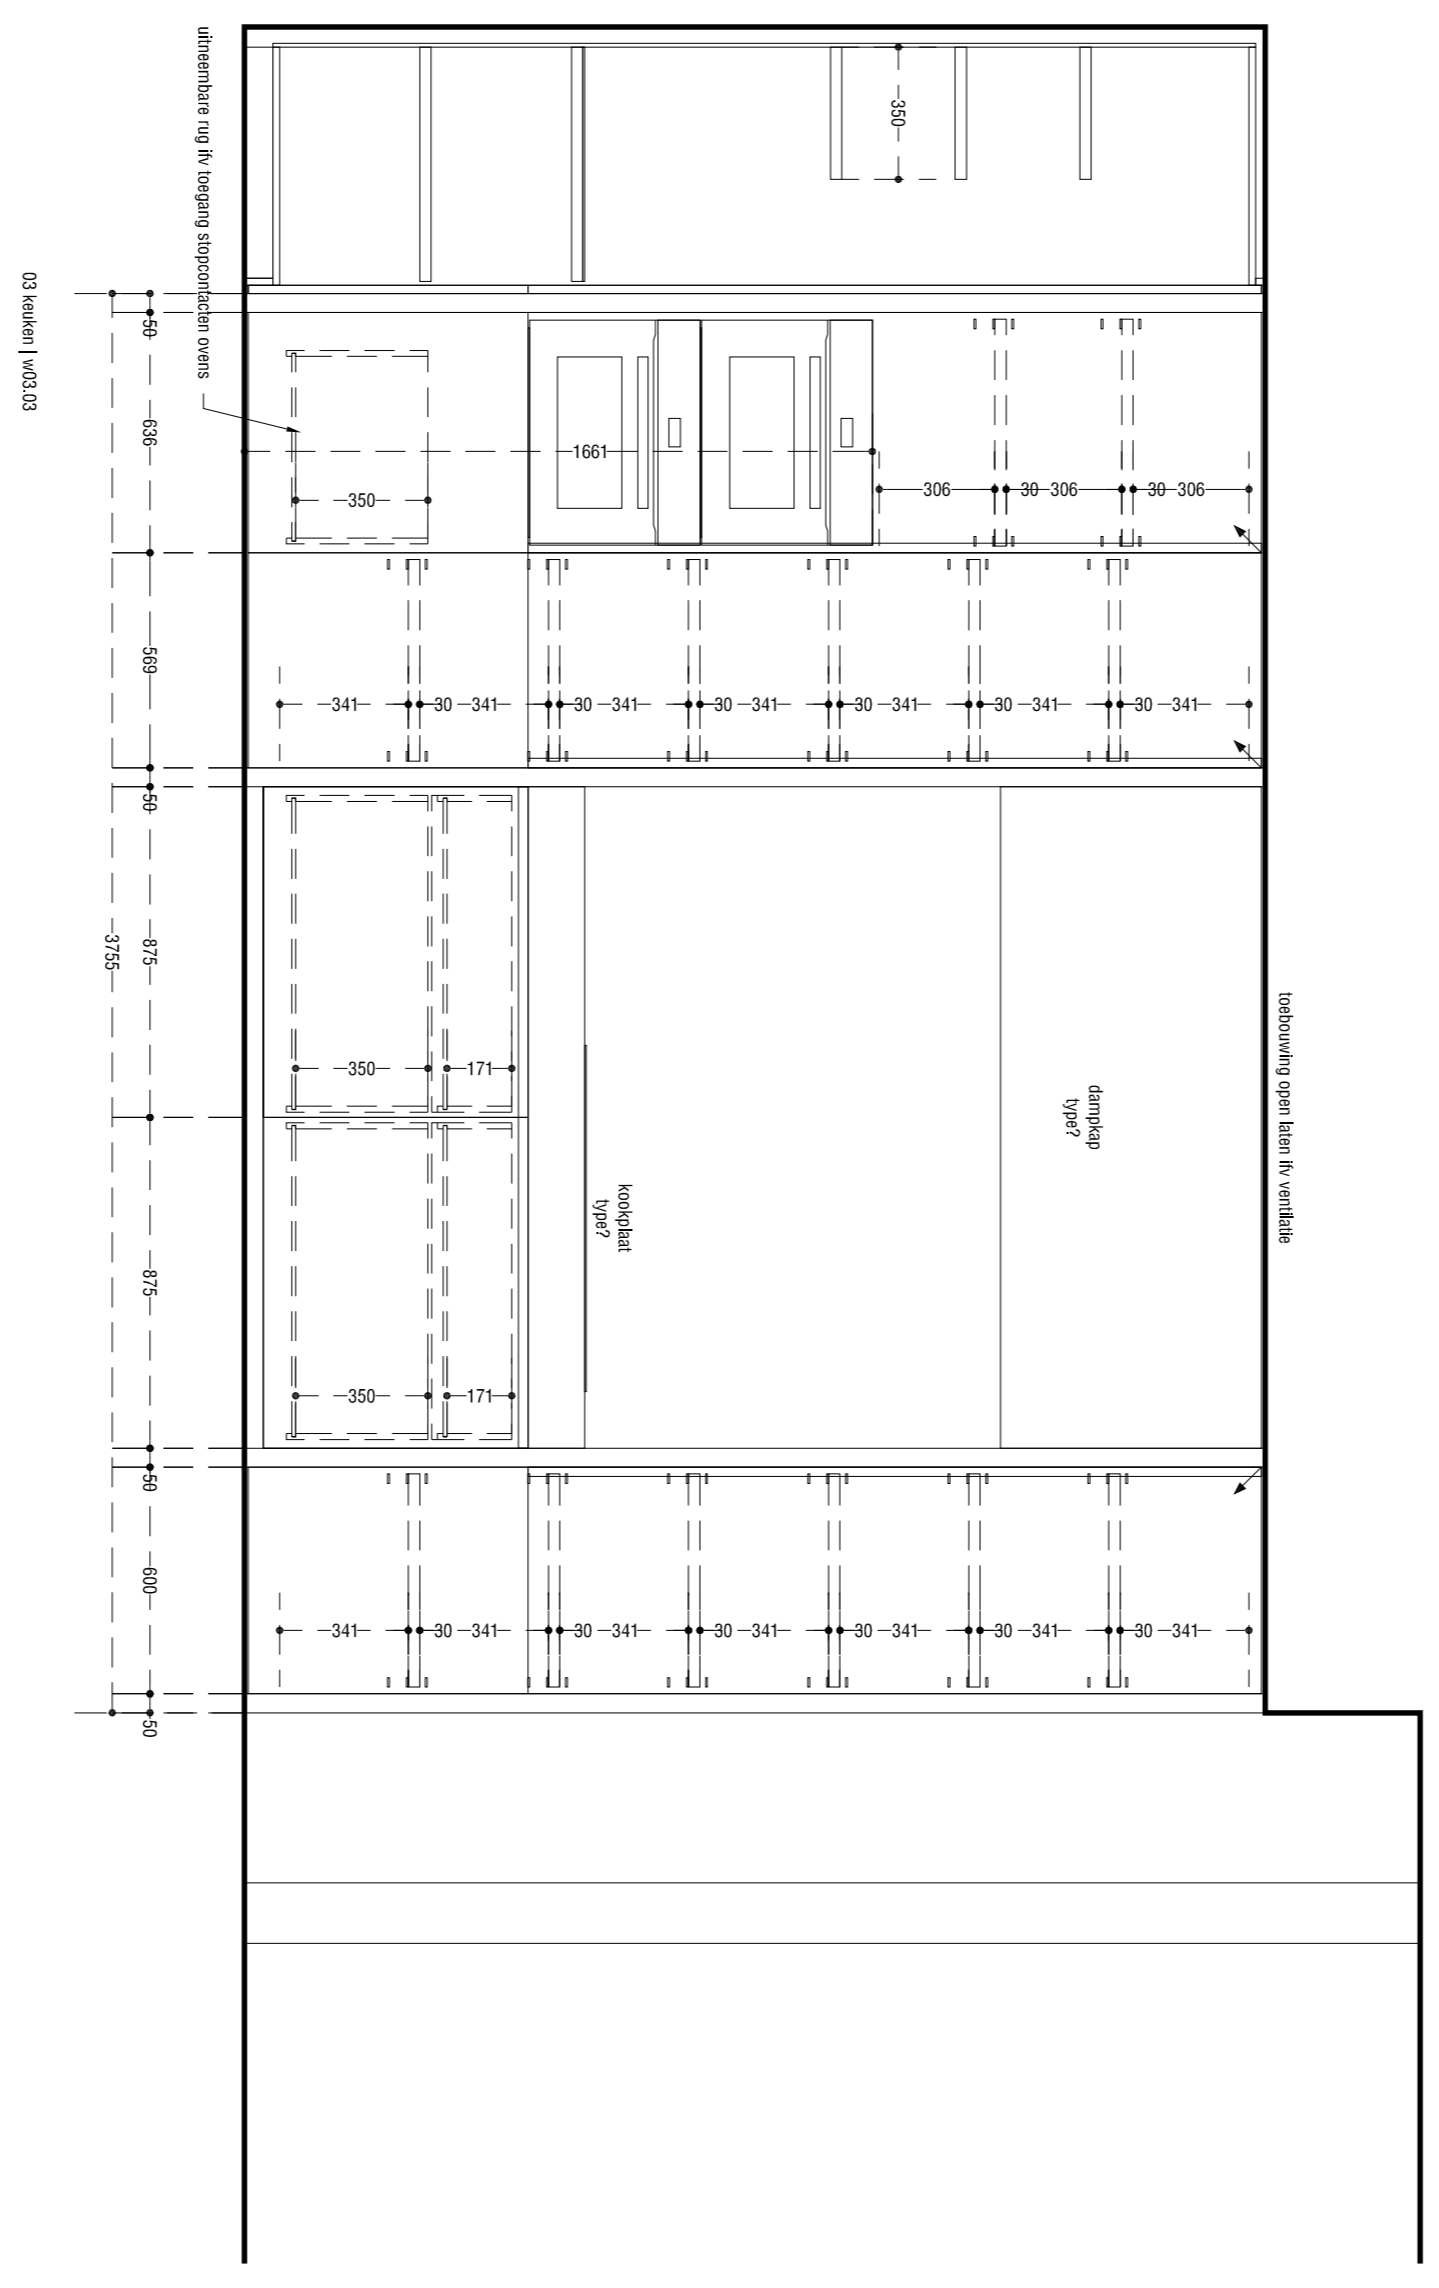 toebouwing open laten ifv ventilatie
350
dampkap
type?
306 30 306 30 306
1661
350
341 30 341 30 341 30 341 30 341 30 341 30 341
kookplaat
type?
350 171
350 171
341 30 341 30 341 30 341 30 341 30 341 30 341
uitneembare rug ifv toegang stopcontacten ovens
50 636 569 50 875 875 50 600 50
3755
03 keuken | w03.03